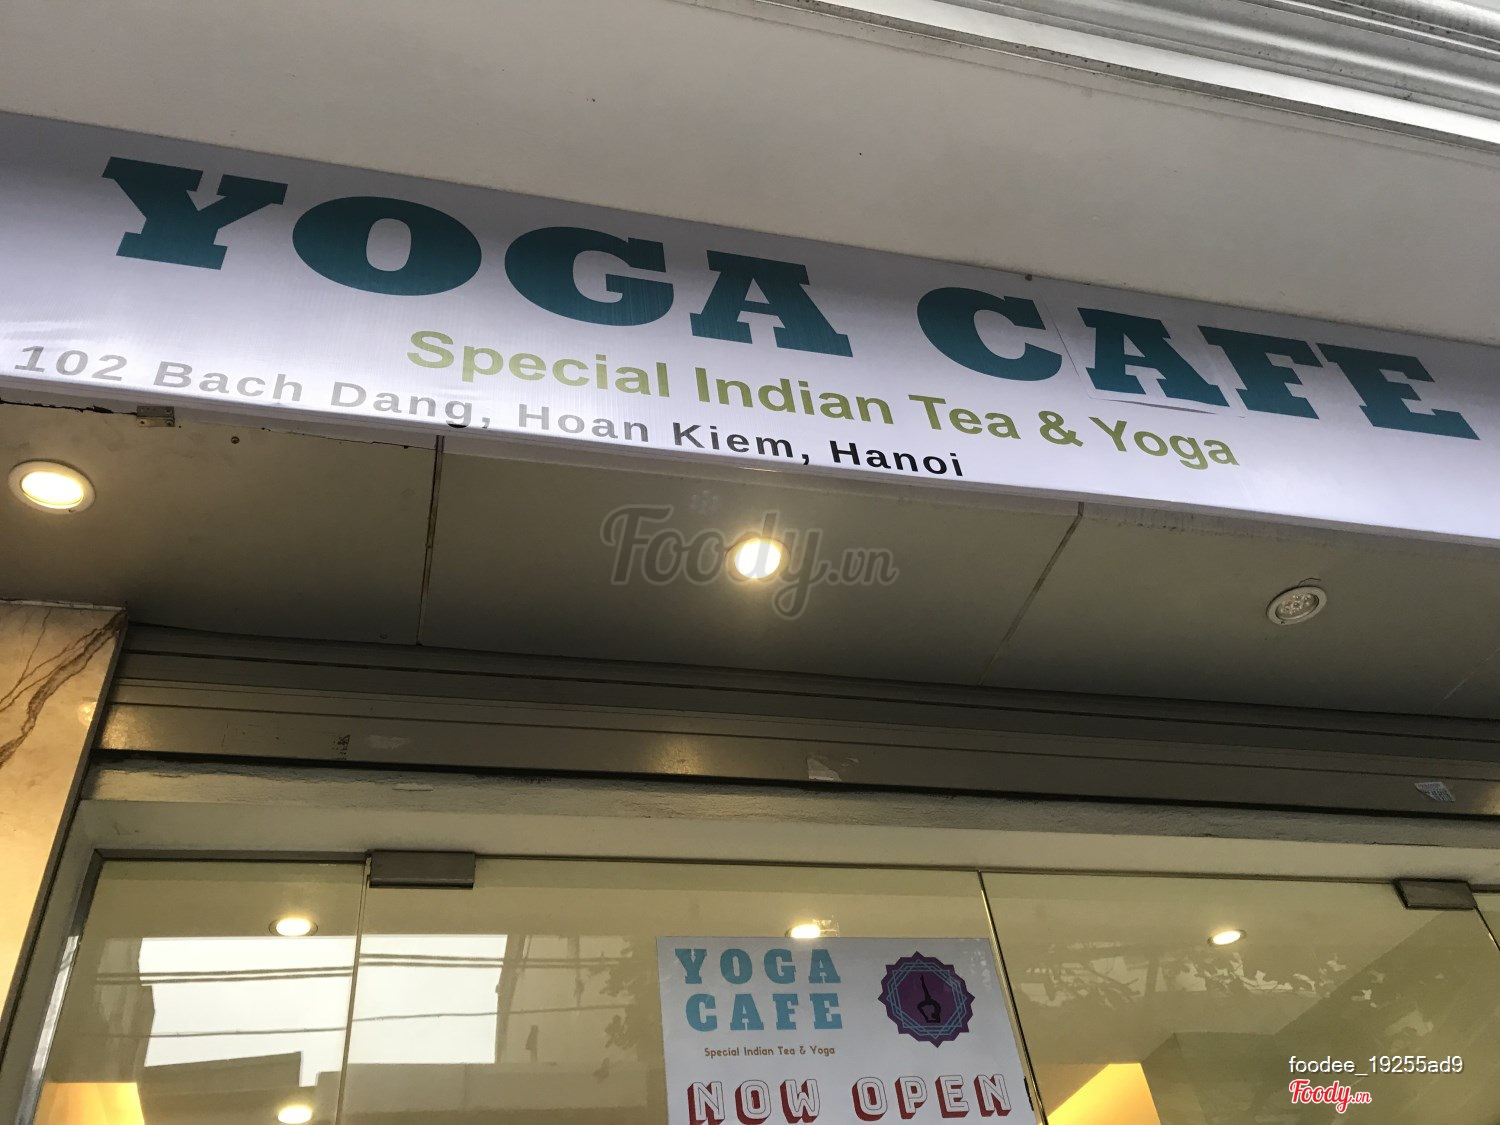 YOGA CAFE
Special Indian Tea & Yoga
102 Bach Dang, Hoan Kiem, Hanoi
Foody.vn
YOGA
CAFE
Special Indian Tea & Yoga
NOW OPEN
foodee_19255ad9
Foody.vn